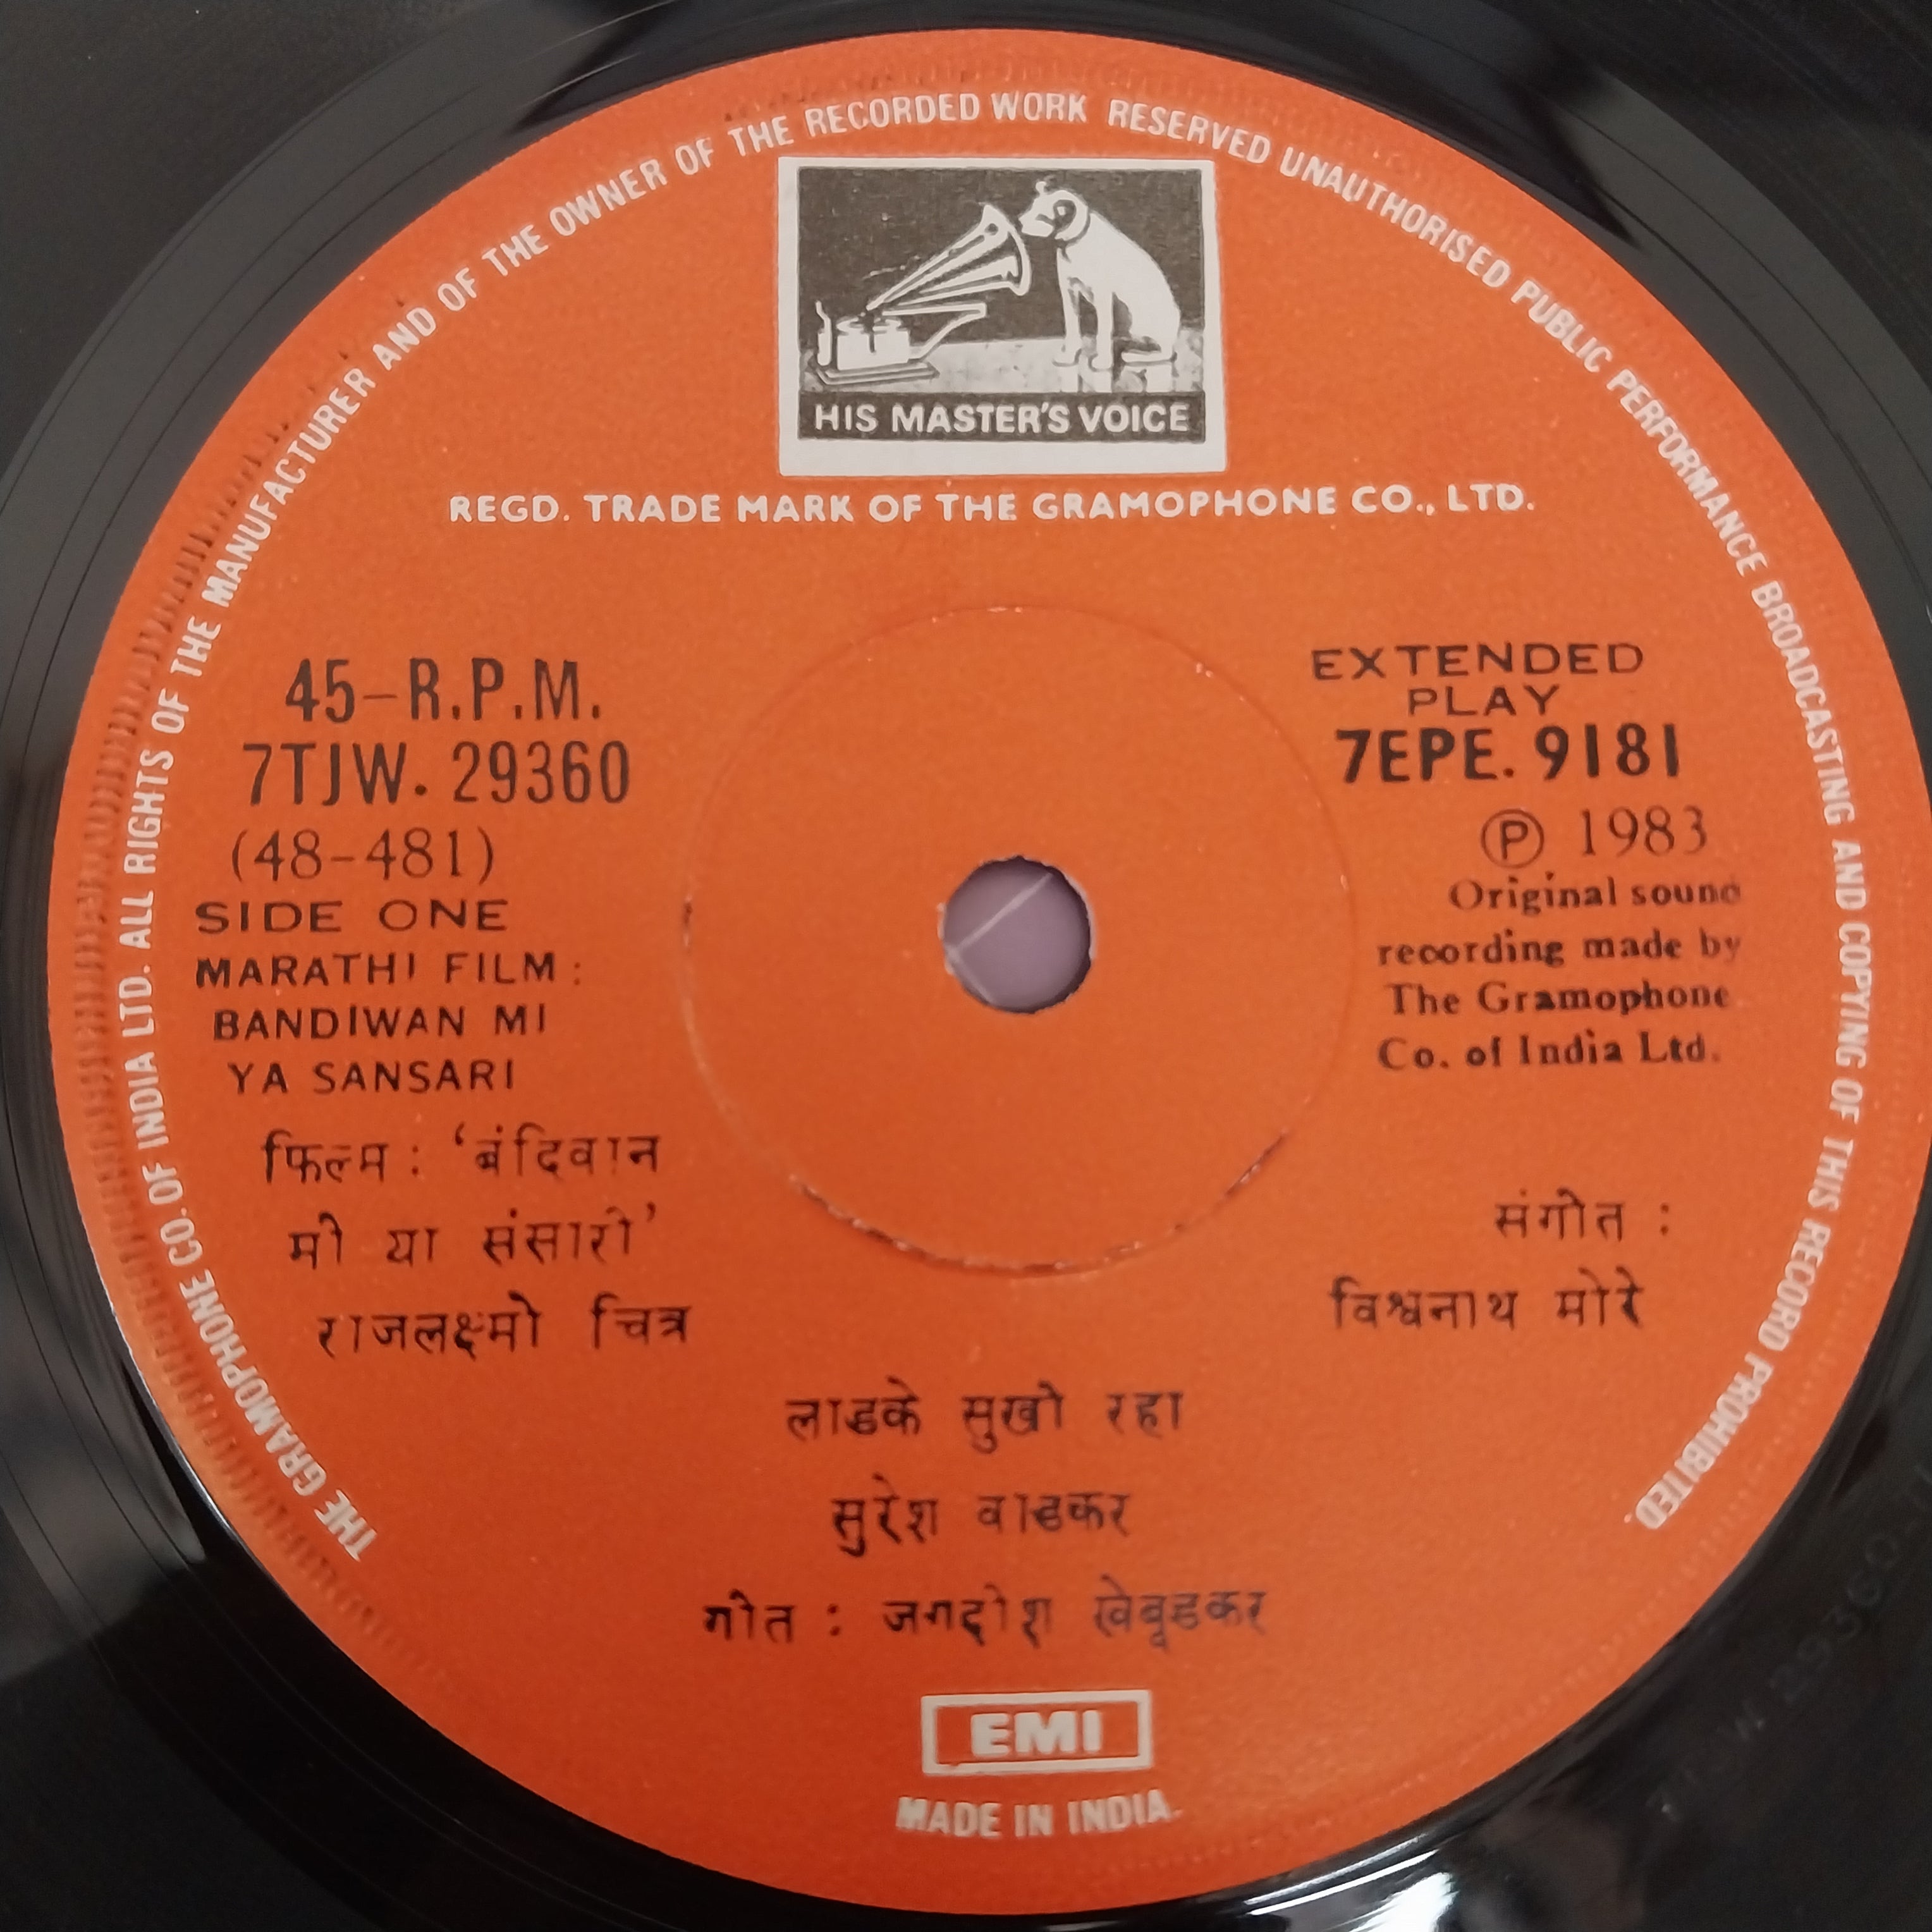 THE GRAMOPHONE CO. OF INDIA LTD. ALL RIGHTS OF THE MANUFACTURER AND OF THE OWNER OF THE RECORDED WORK RESERVED UNAUTHORISED PUBLIC PERFORMANCE BROADCASTING AND COPYING OF THIS RECORD PROHIBITED
HIS MASTER'S VOICE
REGD. TRADE MARK OF THE GRAMOPHONE CO., LTD.
45-R.P.M.
7TJW. 29360
(48-481)
SIDE ONE
MARATHI FILM :
BANDIWAN MI
YA SANSARI
फिल्म : 'बंदिवान
मी या संसारी'
राजलक्ष्मी चित्र
EXTENDED
PLAY
7EPE. 9181
Ⓟ 1983
Original sound
recording made by
The Gramophone
Co. of India Ltd.
संगीत :
विश्वनाथ मोरे
लाडके सुखी रहा
सुरेश वाडकर
गीत : जगदीश खेबूडकर
EMI
MADE IN INDIA.